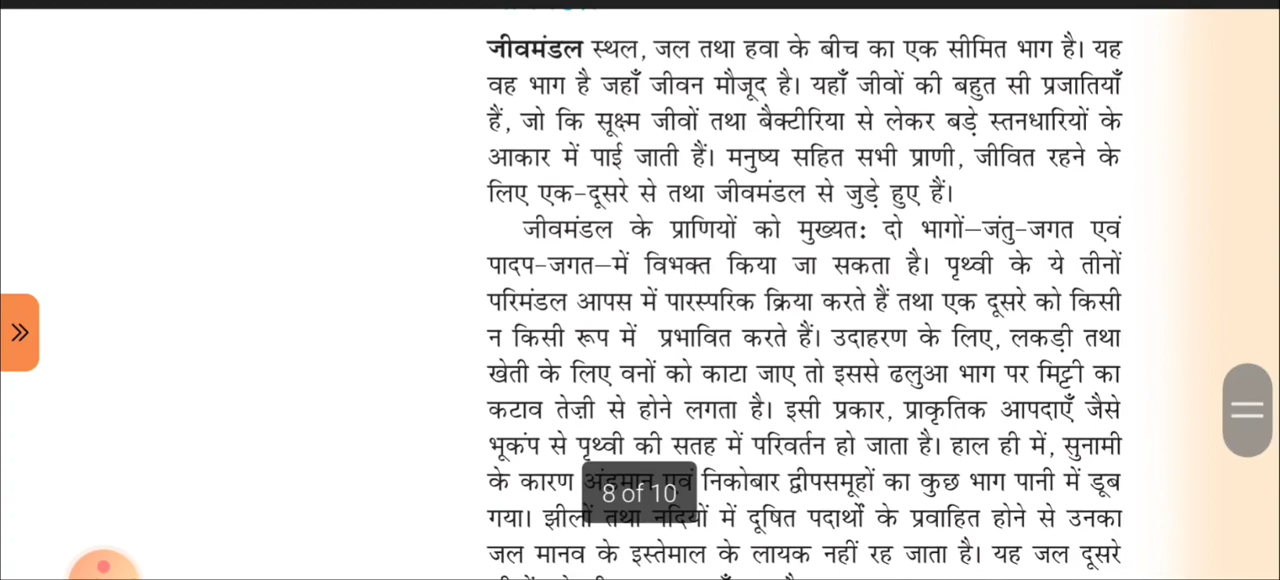 जीवमंडल स्थल, जल तथा हवा के बीच का एक सीमित भाग है। यह
वह भाग है जहाँ जीवन मौजूद है। यहाँ जीवों की बहुत सी प्रजातियाँ
हैं, जो कि सूक्ष्म जीवों तथा बैक्टीरिया से लेकर बड़े स्तनधारियों के
आकार में पाई जाती हैं। मनुष्य सहित सभी प्राणी, जीवित रहने के
लिए एक-दूसरे से तथा जीवमंडल से जुड़े हुए हैं।
जीवमंडल के प्राणियों को मुख्यतः दो भागों—जंतु-जगत एवं
पादप-जगत—में विभक्त किया जा सकता है। पृथ्वी के ये तीनों
परिमंडल आपस में पारस्परिक क्रिया करते हैं तथा एक दूसरे को किसी
न किसी रूप में प्रभावित करते हैं। उदाहरण के लिए, लकड़ी तथा
खेती के लिए वनों को काटा जाए तो इससे ढलुआ भाग पर मिट्टी का
कटाव तेज़ी से होने लगता है। इसी प्रकार, प्राकृतिक आपदाएँ जैसे
भूकंप से पृथ्वी की सतह में परिवर्तन हो जाता है। हाल ही में, सुनामी
के कारण अंडमान एवं निकोबार द्वीपसमूहों का कुछ भाग पानी में डूब
8 of 10
गया। झीलों तथा नदियों में दूषित पदार्थों के प्रवाहित होने से उनका
जल मानव के इस्तेमाल के लायक नहीं रह जाता है। यह जल दूसरे